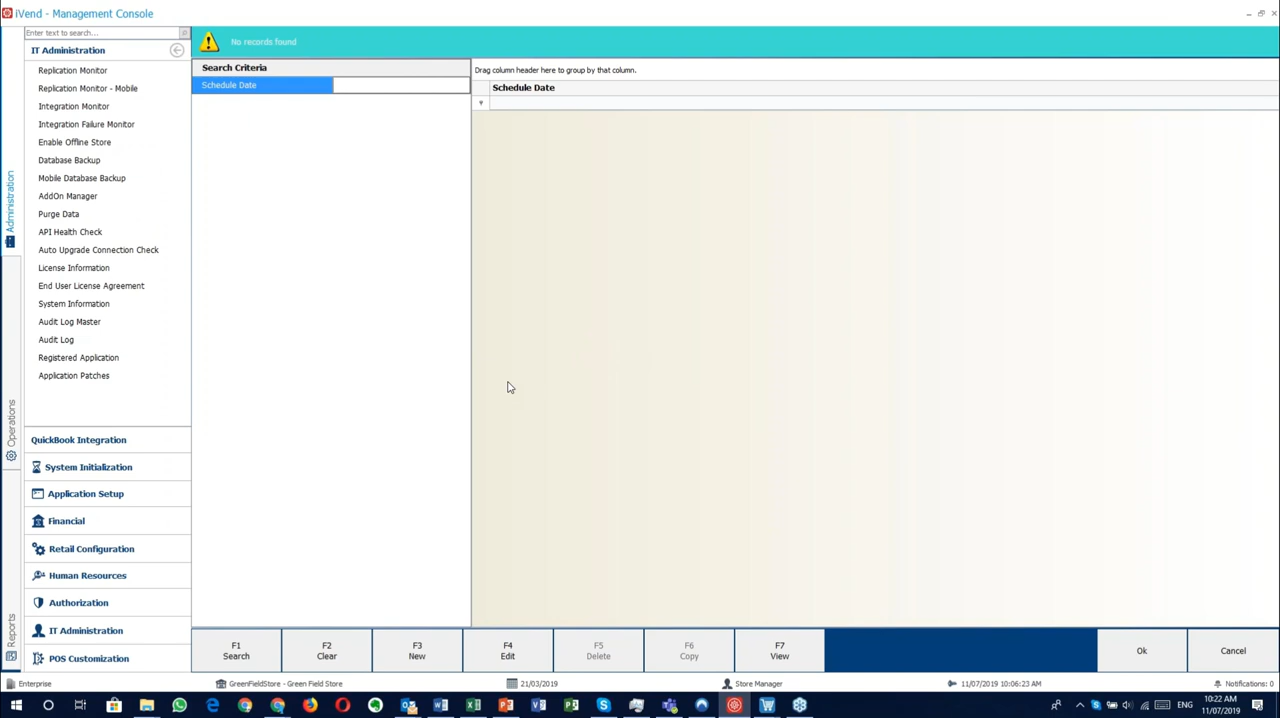 iVend - Management Console
Enter text to search...
IT Administration
Replication Monitor
Replication Monitor - Mobile
Integration Monitor
Integration Failure Monitor
Enable Offline Store
Database Backup
Mobile Database Backup
AddOn Manager
Purge Data
API Health Check
Auto Upgrade Connection Check
License Information
End User License Agreement
System Information
Audit Log Master
Audit Log
Registered Application
Application Patches
QuickBook Integration
System Initialization
Application Setup
Financial
Retail Configuration
Human Resources
Authorization
IT Administration
POS Customization
Administration
Operations
Reports
No records found
Search Criteria
Schedule Date
Drag column header here to group by that column.
Schedule Date
F1
Search
F2
Clear
F3
New
F4
Edit
F5
Delete
F6
Copy
F7
View
Ok
Cancel
Enterprise
GreenFieldStore - Green Field Store
21/03/2019
Store Manager
11/07/2019 10:06:23 AM
Notifications: 0
ENG
10:22 AM
11/07/2019